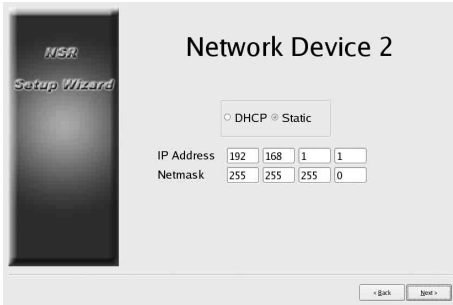 NSR
Setup Wizard
Network Device 2
DHCP Static
IP Address 192 168 1 1
Netmask 255 255 255 0
< Back Next >